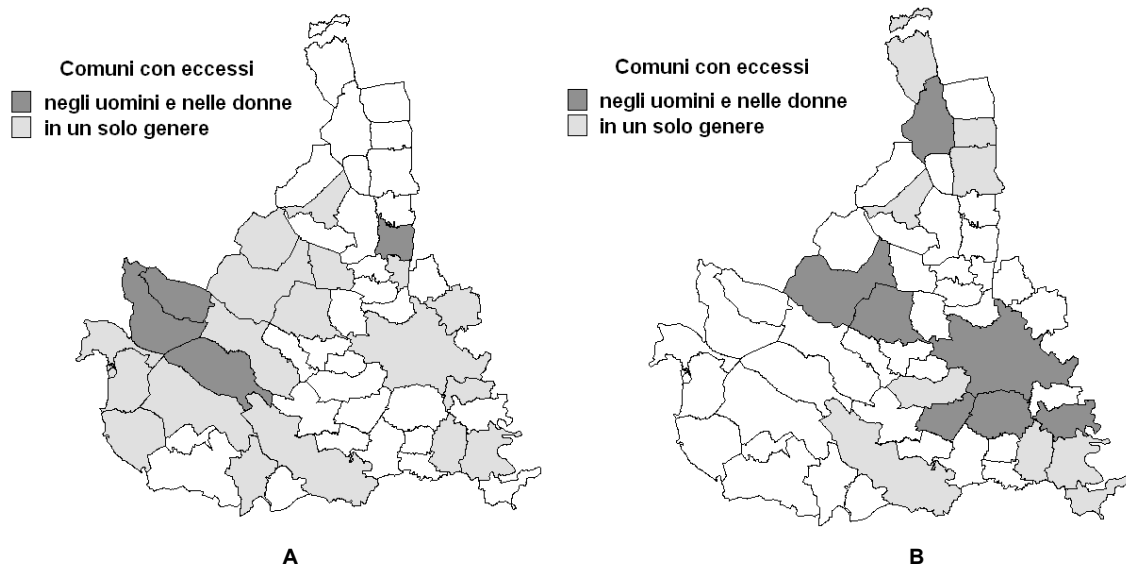 Comuni con eccessi
negli uomini e nelle donne
in un solo genere
A
Comuni con eccessi
negli uomini e nelle donne
in un solo genere
B